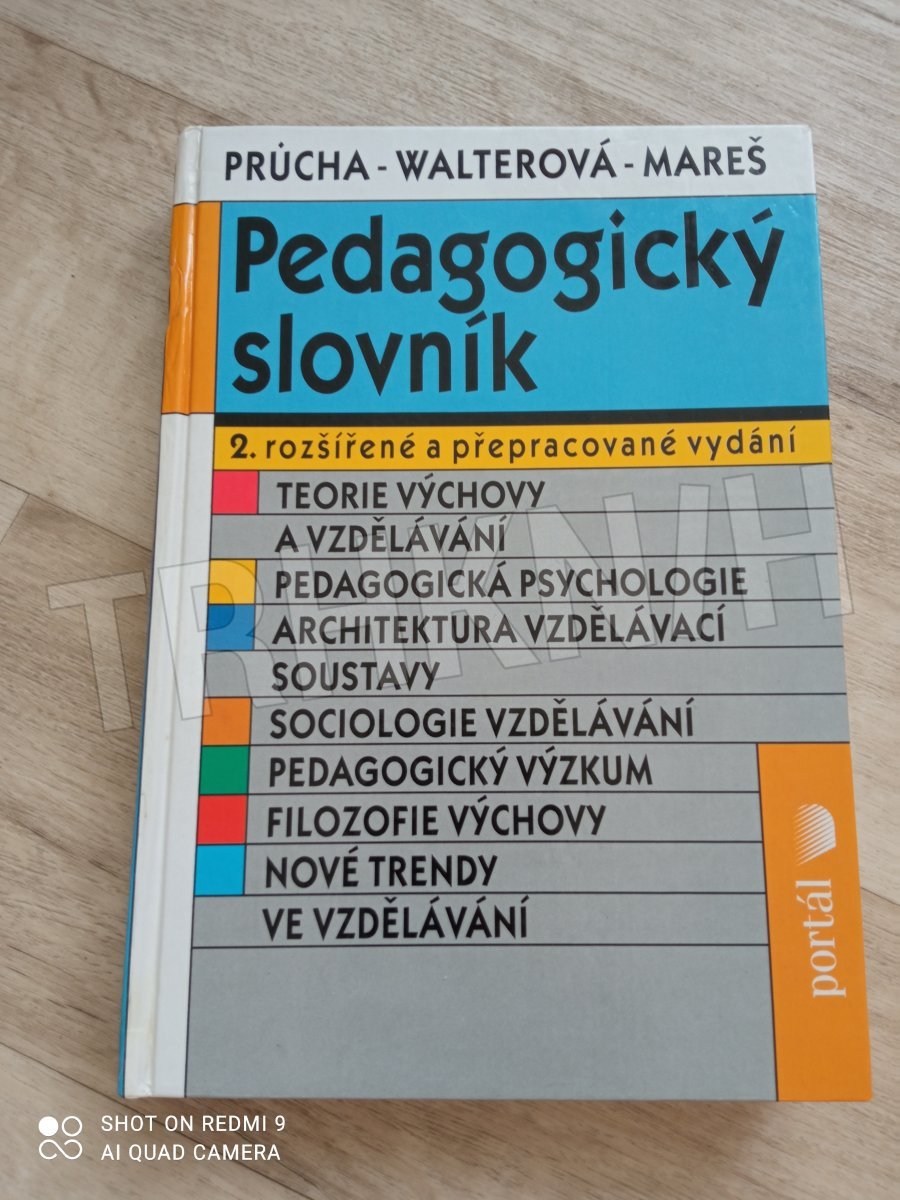 PRŮCHA - WALTEROVÁ - MAREŠ
Pedagogický
slovník
2. rozšířené a přepracované vydání
TEORIE VÝCHOVY
A VZDĚLÁVÁNÍ
PEDAGOGICKÁ PSYCHOLOGIE
ARCHITEKTURA VZDĚLÁVACÍ
SOUSTAVY
SOCIOLOGIE VZDĚLÁVÁNÍ
PEDAGOGICKÝ VÝZKUM
FILOZOFIE VÝCHOVY
NOVÉ TRENDY
VE VZDĚLÁVÁNÍ
portál
SHOT ON REDMI 9
AI QUAD CAMERA